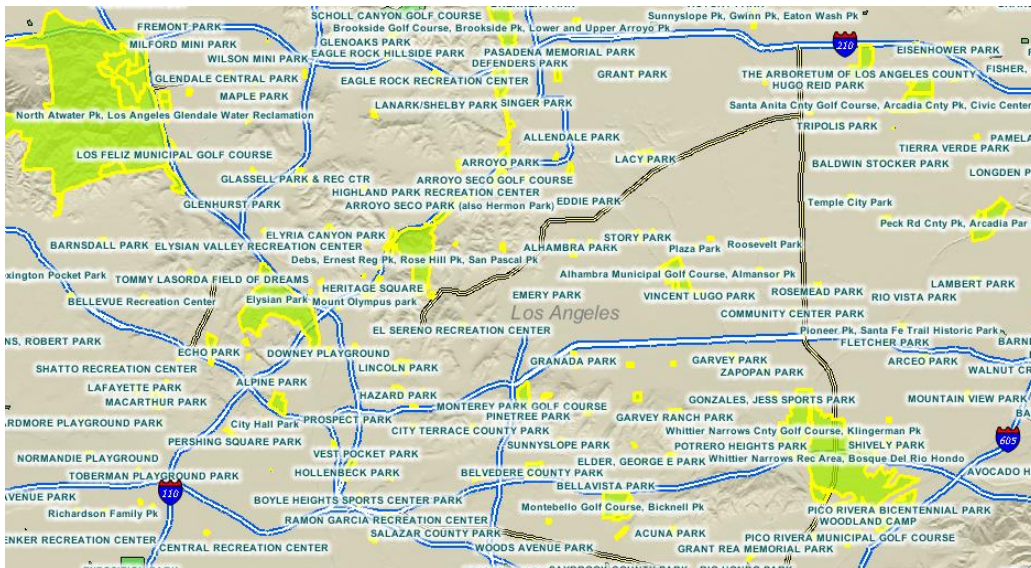 SCHOLL CANYON GOLF COURSE
Sunnyslope Pk, Gwinn Pk, Eaton Wash Pk
FREMONT PARK
Brookside Golf Course, Brookside Pk, Lower and Upper Arroyo Pk
MILFORD MINI PARK
GLENOAKS PARK
210
EAGLE ROCK HILLSIDE PARK
PASADENA MEMORIAL PARK
EISENHOWER PARK
WILSON MINI PARK
DEFENDERS PARK
FISHER,
GLENDALE CENTRAL PARK
EAGLE ROCK RECREATION CENTER
GRANT PARK
THE ARBORETUM OF LOS ANGELES COUNTY
HUGO REID PARK
MAPLE PARK
LANARK/SHELBY PARK
SINGER PARK
Santa Anita Cnty Golf Course, Arcadia Cnty Pk, Civic Center
North Atwater Pk, Los Angeles Glendale Water Reclamation
TRIPOLIS PARK
ALLENDALE PARK
PAMELA
TIERRA VERDE PARK
LOS FELIZ MUNICIPAL GOLF COURSE
ARROYO PARK
LACY PARK
BALDWIN STOCKER PARK
LONGDEN P
GLASSELL PARK & REC CTR
ARROYO SECO GOLF COURSE
HIGHLAND PARK RECREATION CENTER
GLENHURST PARK
ARROYO SECO PARK (also Hermon Park)
EDDIE PARK
Temple City Park
Peck Rd Cnty Pk, Arcadia Par
ELYRIA CANYON PARK
STORY PARK
BARNSDALL PARK
ELYSIAN VALLEY RECREATION CENTER
ALHAMBRA PARK
Plaza Park
Roosevelt Park
Debs, Ernest Reg Pk, Rose Hill Pk, San Pascal Pk
exington Pocket Park
TOMMY LASORDA FIELD OF DREAMS
Alhambra Municipal Golf Course, Almansor Pk
LAMBERT PARK
HERITAGE SQUARE
BELLEVUE Recreation Center
Elysian Park
Mount Olympus park
EMERY PARK
VINCENT LUGO PARK
ROSEMEAD PARK
RIO VISTA PARK
Los Angeles
COMMUNITY CENTER PARK
EL SERENO RECREATION CENTER
Pioneer Pk, Santa Fe Trail Historic Park
NS, ROBERT PARK
FLETCHER PARK
BARN
ECHO PARK
DOWNEY PLAYGROUND
SHATTO RECREATION CENTER
LINCOLN PARK
GRANADA PARK
GARVEY PARK
ARCEO PARK
ZAPOPAN PARK
WALNUT CR
LAFAYETTE PARK
ALPINE PARK
HAZARD PARK
MACARTHUR PARK
MONTEREY PARK GOLF COURSE
GONZALES, JESS SPORTS PARK
MOUNTAIN VIEW PARK
ARDMORE PLAYGROUND PARK
City Hall Park
PROSPECT PARK
PINETREE PARK
GARVEY RANCH PARK
BA
CITY TERRACE COUNTY PARK
Whittier Narrows Cnty Golf Course, Klingerman Pk
605
PERSHING SQUARE PARK
SUNNYSLOPE PARK
POTRERO HEIGHTS PARK
SHIVELY PARK
NORMANDIE PLAYGROUND
VEST POCKET PARK
ELDER, GEORGE E PARK
Whittier Narrows Rec Area, Bosque Del Rio Hondo
TOBERMAN PLAYGROUND PARK
HOLLENBECK PARK
BELVEDERE COUNTY PARK
AVOCADO H
BELLAVISTA PARK
AVENUE PARK
110
BOYLE HEIGHTS SPORTS CENTER PARK
Montebello Golf Course, Bicknell Pk
PICO RIVERA BICENTENNIAL PARK
Richardson Family Pk
RAMON GARCIA RECREATION CENTER
WOODLAND CAMP
SALAZAR COUNTY PARK
ACUNA PARK
ENKER RECREATION CENTER
CENTRAL RECREATION CENTER
WOODS AVENUE PARK
GRANT REA MEMORIAL PARK
PICO RIVERA MUNICIPAL GOLF COURSE